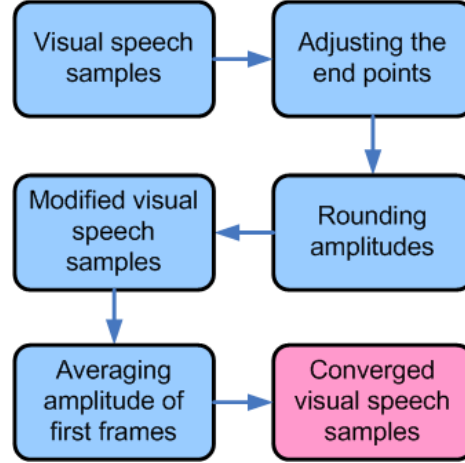 Visual speech
samples
Adjusting the
end points
Modified visual
speech
samples
Rounding
amplitudes
Averaging
amplitude of
first frames
Converged
visual speech
samples